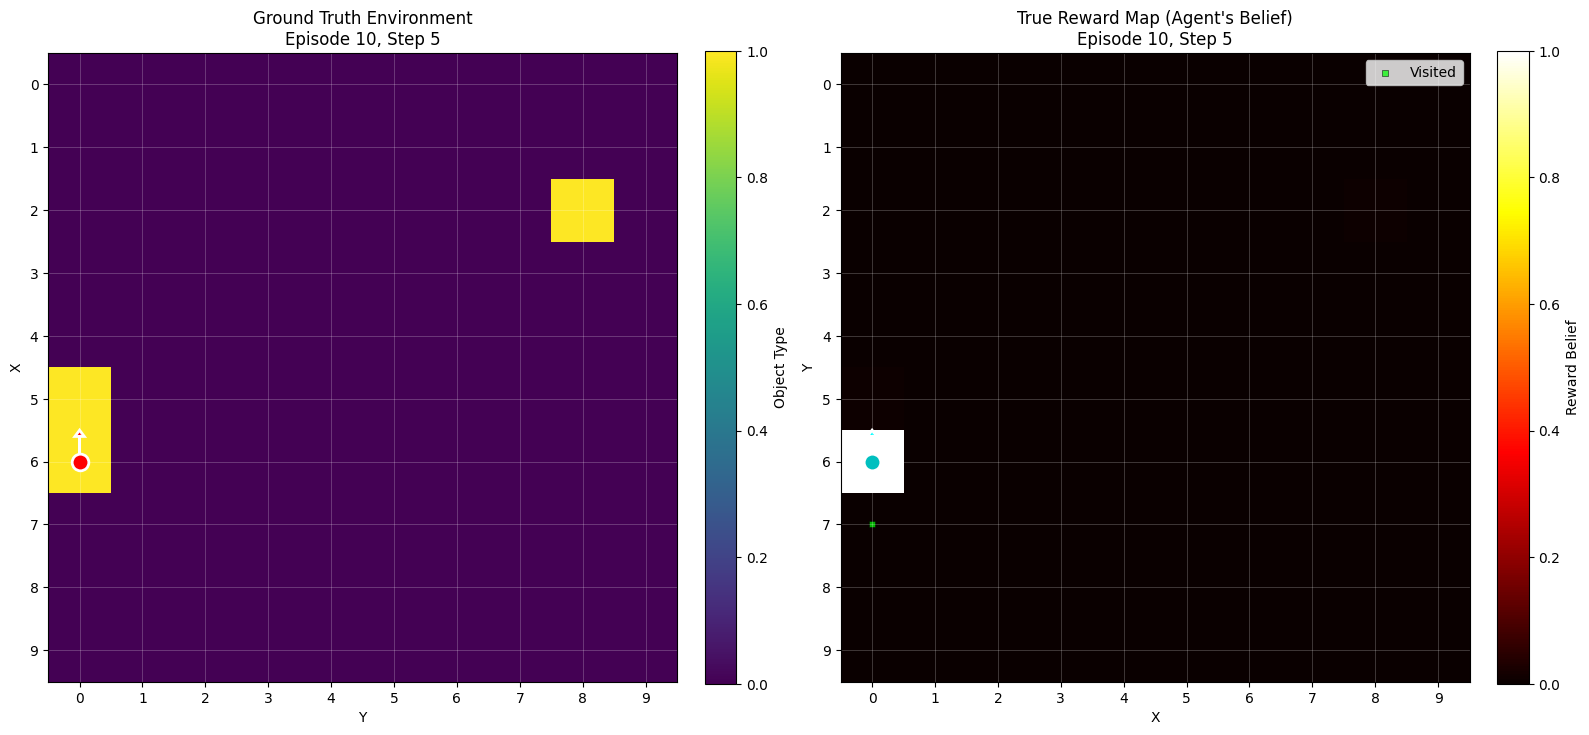 Ground Truth Environment
Episode 10, Step 5
0
1
2
3
4
5
6
7
8
9
X
0 1 2 3 4 5 6 7 8 9
Y
1.0
0.8
0.6
0.4
0.2
0.0
Object Type
True Reward Map (Agent's Belief)
Episode 10, Step 5
Visited
0
1
2
3
4
5
6
7
8
9
Y
0 1 2 3 4 5 6 7 8 9
X
1.0
0.8
0.6
0.4
0.2
0.0
Reward Belief